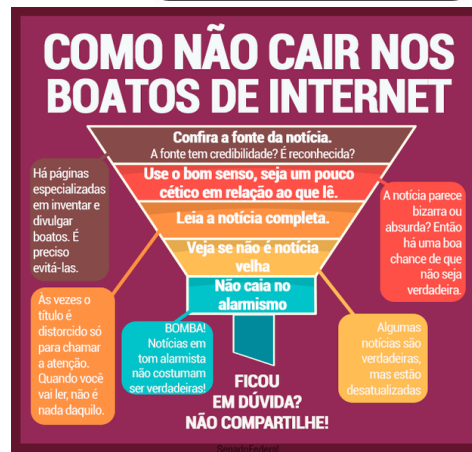 COMO NÃO CAIR NOS
BOATOS DE INTERNET
Confira a fonte da notícia.
A fonte tem credibilidade? É reconhecida?
Use o bom senso, seja um pouco
cético em relação ao que lê.
Leia a notícia completa.
Veja se não é notícia
velha
Não caia no
alarmismo
Há páginas
especializadas
em inventar e
divulgar
boatos. É
preciso
evitá-las.
A notícia parece
bizarra ou
absurda? Então
há uma boa
chance de que
não seja
verdadeira.
Às vezes o
título é
distorcido só
para chamar
a atenção.
Quando você
vai ler, não é
nada daquilo.
BOMBA!
Notícias em
tom alarmista
não costumam
ser verdadeiras!
Algumas
notícias são
verdadeiras,
mas estão
desatualizadas
FICOU
EM DÚVIDA?
NÃO COMPARTILHE!
SenadoFederal